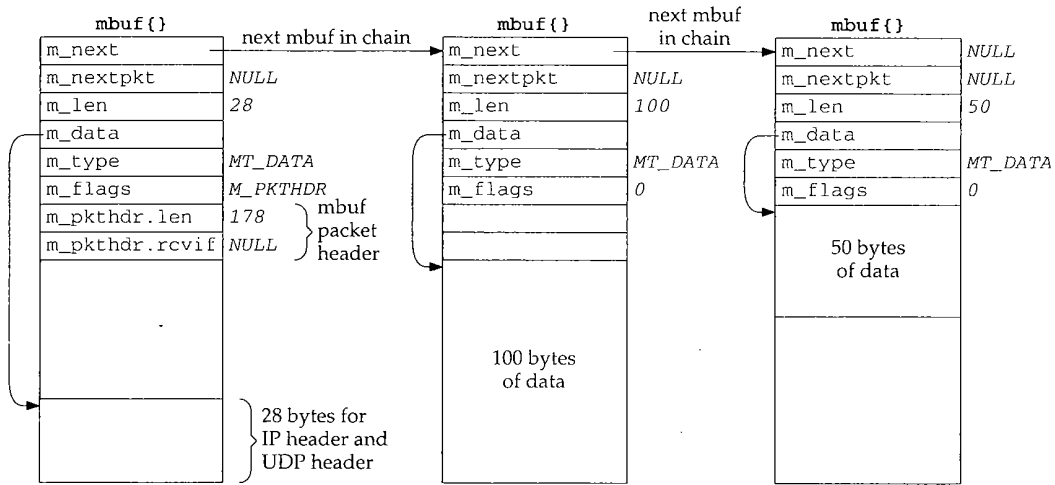 mbuf{}
m_next
m_nextpkt NULL
m_len 28
m_data
m_type MT_DATA
m_flags M_PKTHDR
m_pkthdr.len 178
m_pkthdr.rcvif NULL
mbuf
packet
header
28 bytes for
IP header and
UDP header
next mbuf in chain
mbuf{}
m_next
m_nextpkt NULL
m_len 100
m_data
m_type MT_DATA
m_flags 0
100 bytes
of data
next mbuf
in chain
mbuf{}
m_next NULL
m_nextpkt NULL
m_len 50
m_data
m_type MT_DATA
m_flags 0
50 bytes
of data